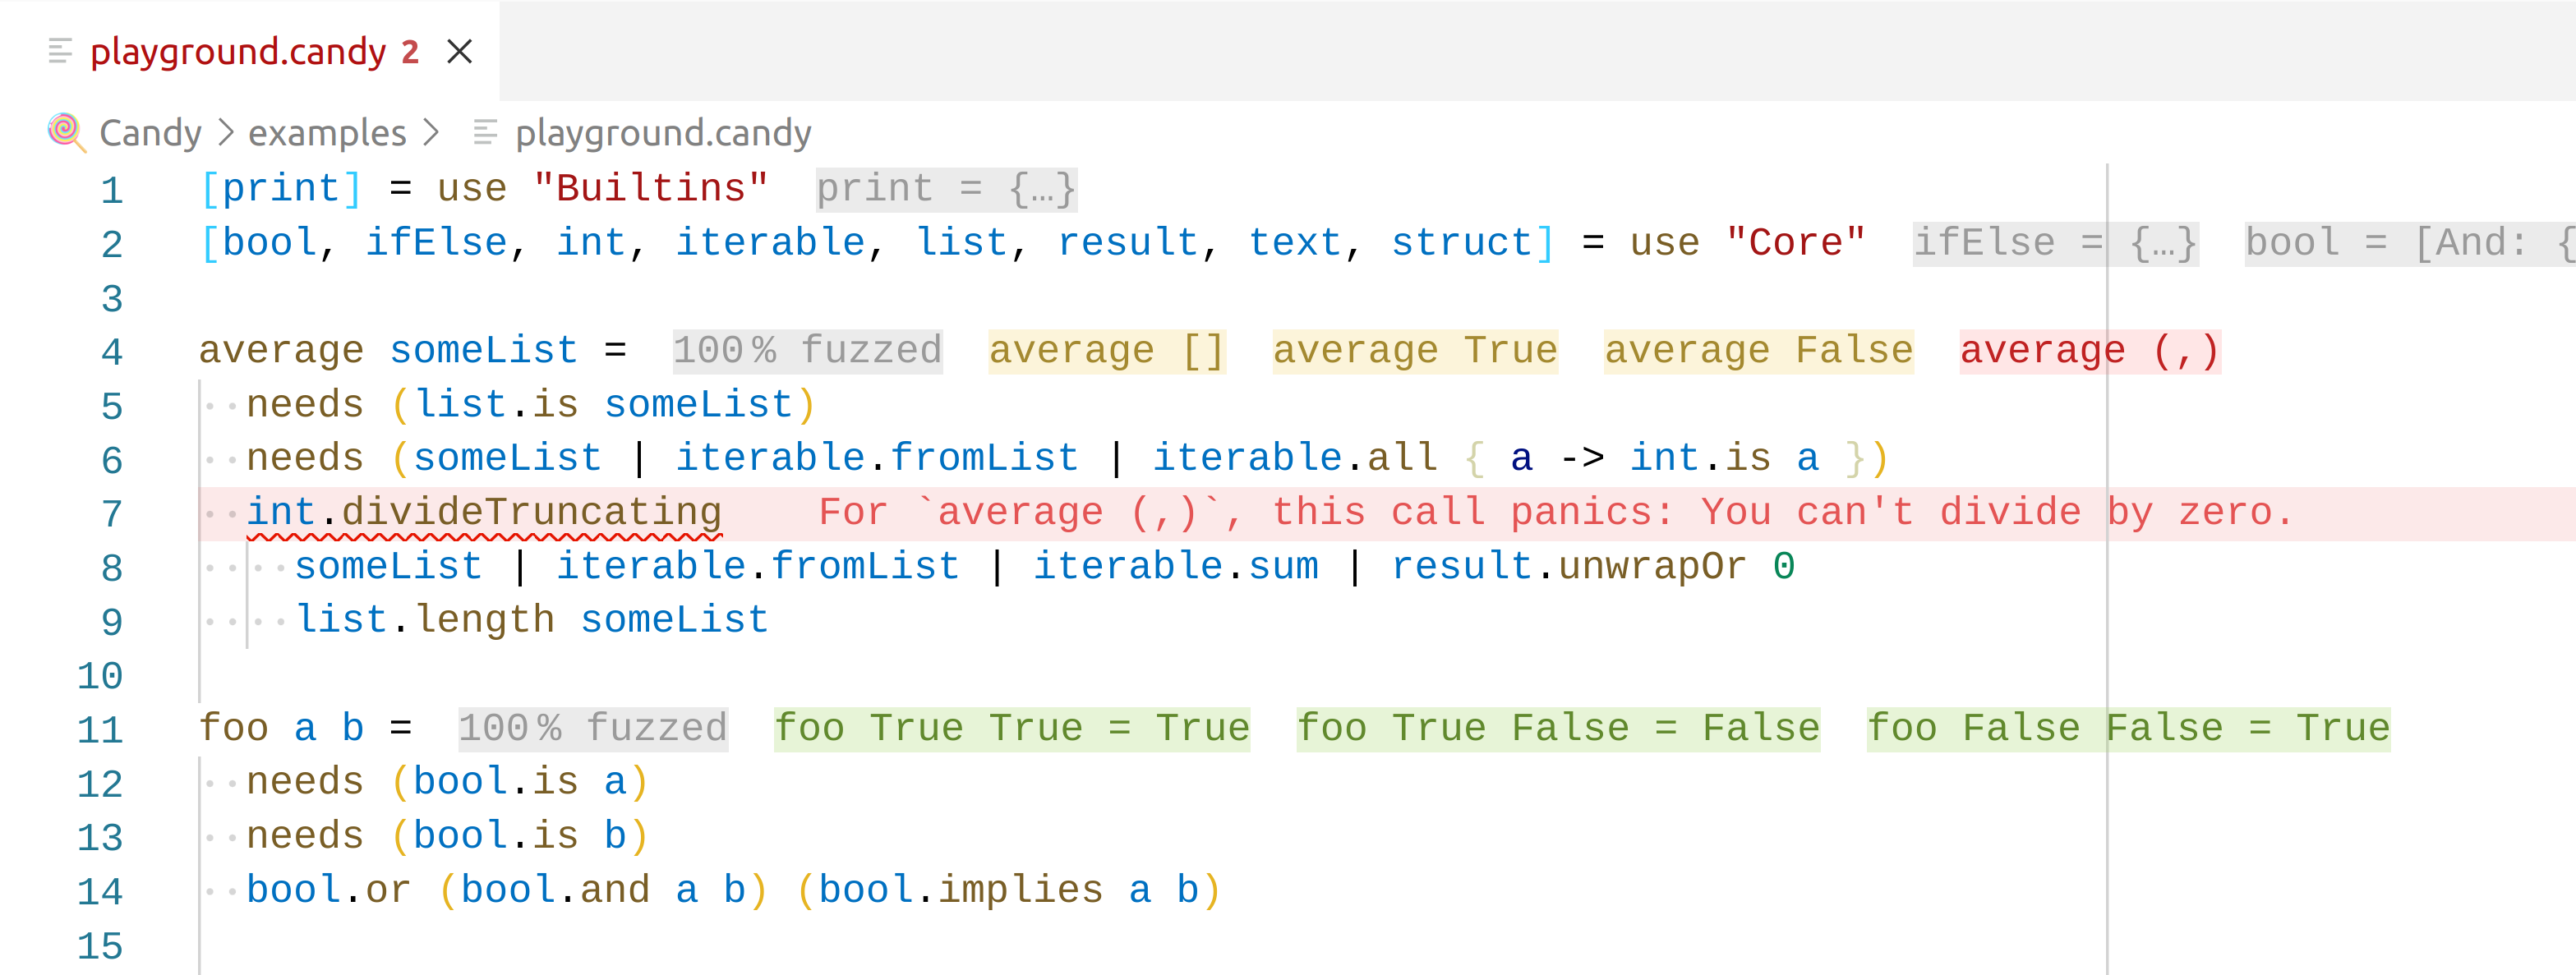 playground.candy 2
Candy > examples > playground.candy
1 [print] = use "Builtins" print = {…}
2 [bool, ifElse, int, iterable, list, result, text, struct] = use "Core" ifElse = {…} bool = [And: {
3
4 average someList = 100% fuzzed average [] average True average False average (,)
5 needs (list.is someList)
6 needs (someList | iterable.fromList | iterable.all { a -> int.is a })
7 int.divideTruncating For `average (,)`, this call panics: You can't divide by zero.
8 someList | iterable.fromList | iterable.sum | result.unwrapOr 0
9 list.length someList
10
11 foo a b = 100% fuzzed foo True True = True foo True False = False foo False False = True
12 needs (bool.is a)
13 needs (bool.is b)
14 bool.or (bool.and a b) (bool.implies a b)
15